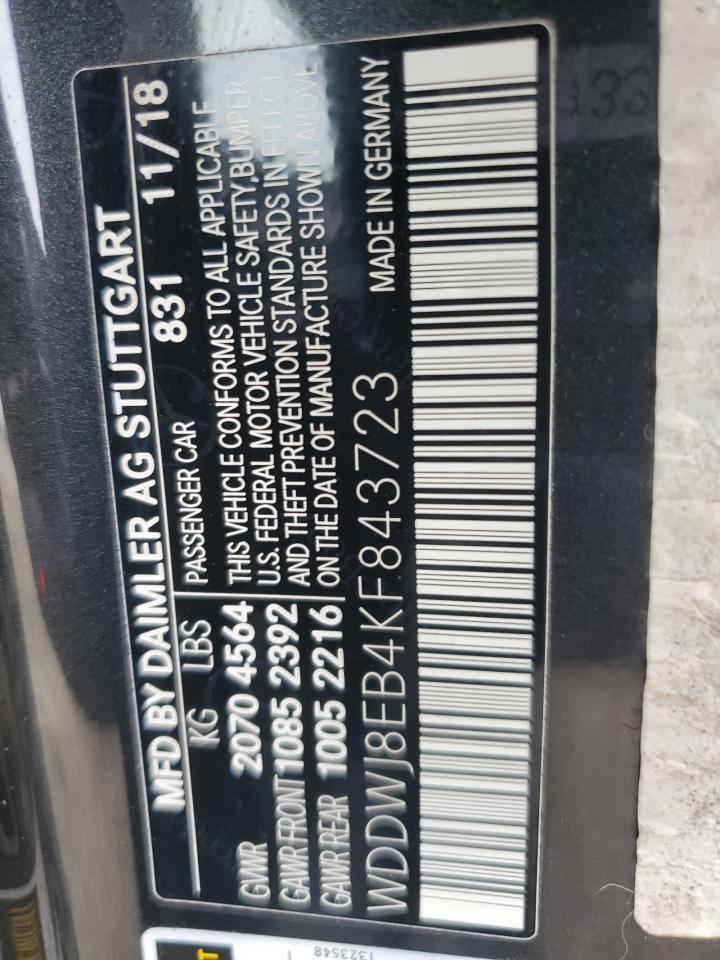 MFD BY DAIMLER AG STUTTGART
831 11/18
KG LBS PASSENGER CAR
GVWR 2070 4564 THIS VEHICLE CONFORMS TO ALL APPLICABLE
U.S. FEDERAL MOTOR VEHICLE SAFETY,BUMPER
GAWR FRONT 1085 2392 AND THEFT PREVENTION STANDARDS IN EFFECT
GAWR REAR 1005 2216 ON THE DATE OF MANUFACTURE SHOWN ABOVE
WDDWJ8EB4KF843723 MADE IN GERMANY
1323548